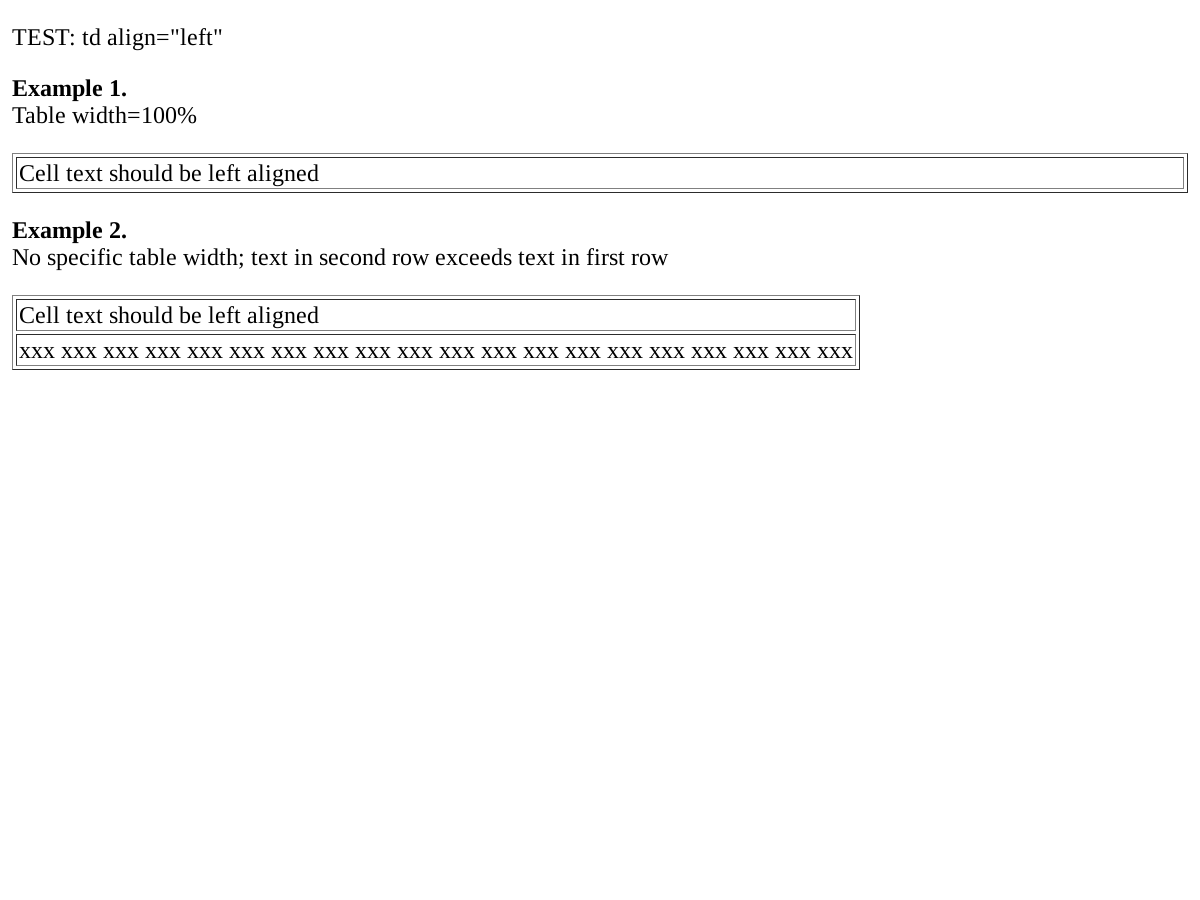 TEST: td align="left"
Example 1.
Table width=100%
Cell text should be left aligned
Example 2.
No specific table width; text in second row exceeds text in first row
Cell text should be left aligned
xxx xxx xxx xxx xxx xxx xxx xxx xxx xxx xxx xxx xxx xxx xxx xxx xxx xxx xxx xxx